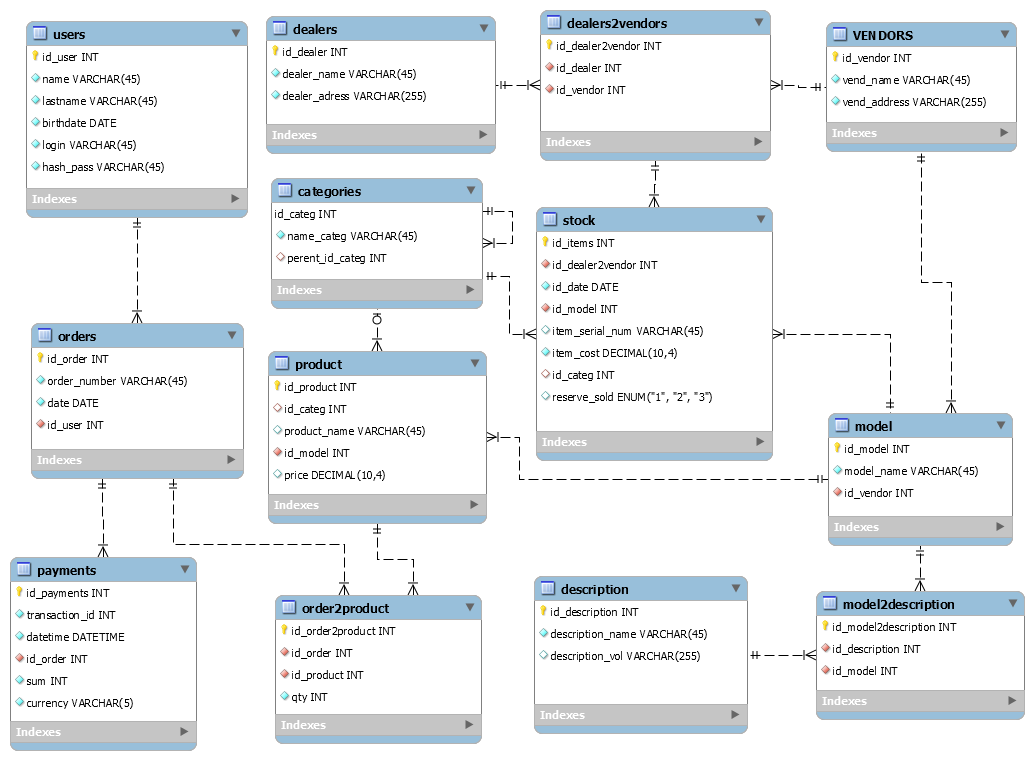 users
id_user INT
name VARCHAR(45)
lastname VARCHAR(45)
birthdate DATE
login VARCHAR(45)
hash_pass VARCHAR(45)
Indexes
dealers
id_dealer INT
dealer_name VARCHAR(45)
dealer_adress VARCHAR(255)
Indexes
dealers2vendors
id_dealer2vendor INT
id_dealer INT
id_vendor INT
Indexes
VENDORS
id_vendor INT
vend_name VARCHAR(45)
vend_address VARCHAR(255)
Indexes
categories
id_categ INT
name_categ VARCHAR(45)
perent_id_categ INT
Indexes
stock
id_items INT
id_dealer2vendor INT
id_date DATE
id_model INT
item_serial_num VARCHAR(45)
item_cost DECIMAL(10,4)
id_categ INT
reserve_sold ENUM("1", "2", "3")
Indexes
orders
id_order INT
order_number VARCHAR(45)
date DATE
id_user INT
Indexes
product
id_product INT
id_categ INT
product_name VARCHAR(45)
id_model INT
price DECIMAL(10,4)
Indexes
model
id_model INT
model_name VARCHAR(45)
id_vendor INT
Indexes
payments
id_payments INT
transaction_id INT
datetime DATETIME
id_order INT
sum INT
currency VARCHAR(5)
Indexes
order2product
id_order2product INT
id_order INT
id_product INT
qty INT
Indexes
description
id_description INT
description_name VARCHAR(45)
description_vol VARCHAR(255)
Indexes
model2description
id_model2description INT
id_description INT
id_model INT
Indexes